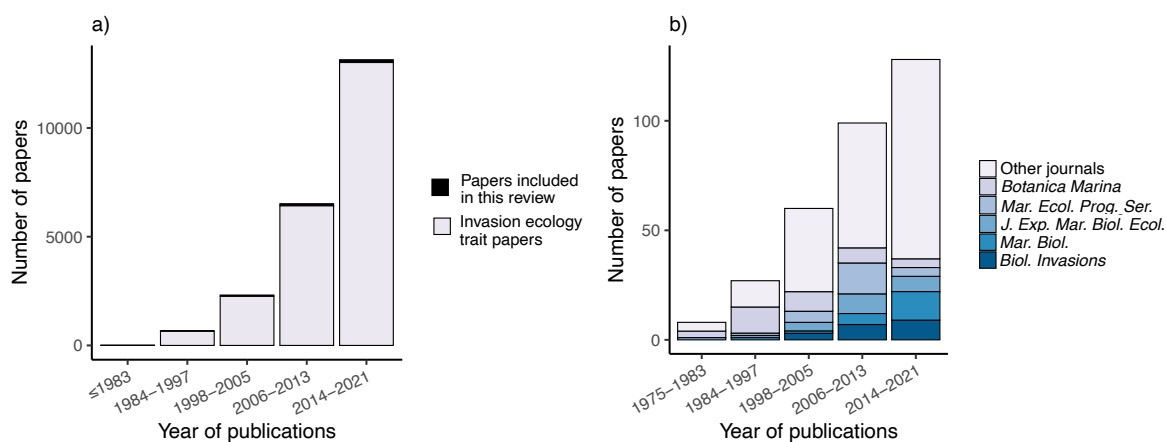 a)
Number of papers
10000
5000
0
≤1983
1984–1997
1998–2005
2006–2013
2014–2021
Year of publications
Papers included
in this review
Invasion ecology
trait papers
b)
Number of papers
100
50
0
1975–1983
1984–1997
1998–2005
2006–2013
2014–2021
Year of publications
Other journals
Botanica Marina
Mar. Ecol. Prog. Ser.
J. Exp. Mar. Biol. Ecol.
Mar. Biol.
Biol. Invasions